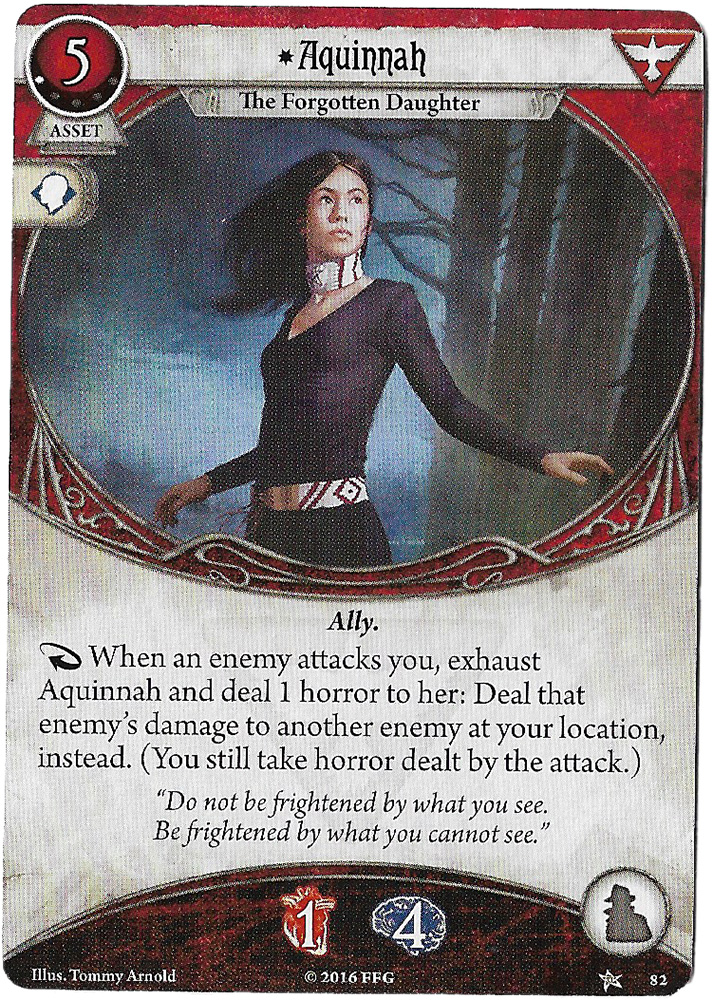 5
Aquinnah
The Forgotten Daughter
ASSET
Ally.
When an enemy attacks you, exhaust
Aquinnah and deal 1 horror to her: Deal that
enemy's damage to another enemy at your location,
instead. (You still take horror dealt by the attack.)
“Do not be frightened by what you see.
Be frightened by what you cannot see.”
1
4
Illus. Tommy Arnold
© 2016 FFG
82